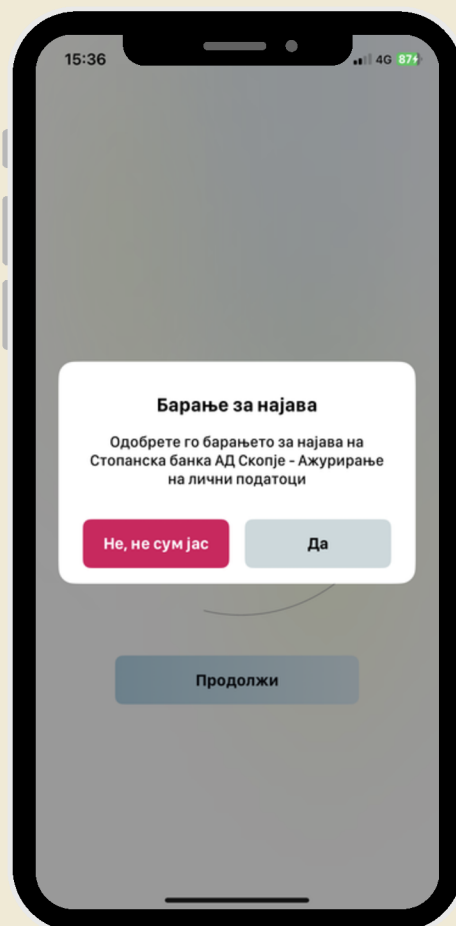 15:36
4G 87
Барање за најава
Одобрете го барањето за најава на
Стопанска банка АД Скопје - Ажурирање
на лични податоци
Не, не сум јас
Да
Продолжи